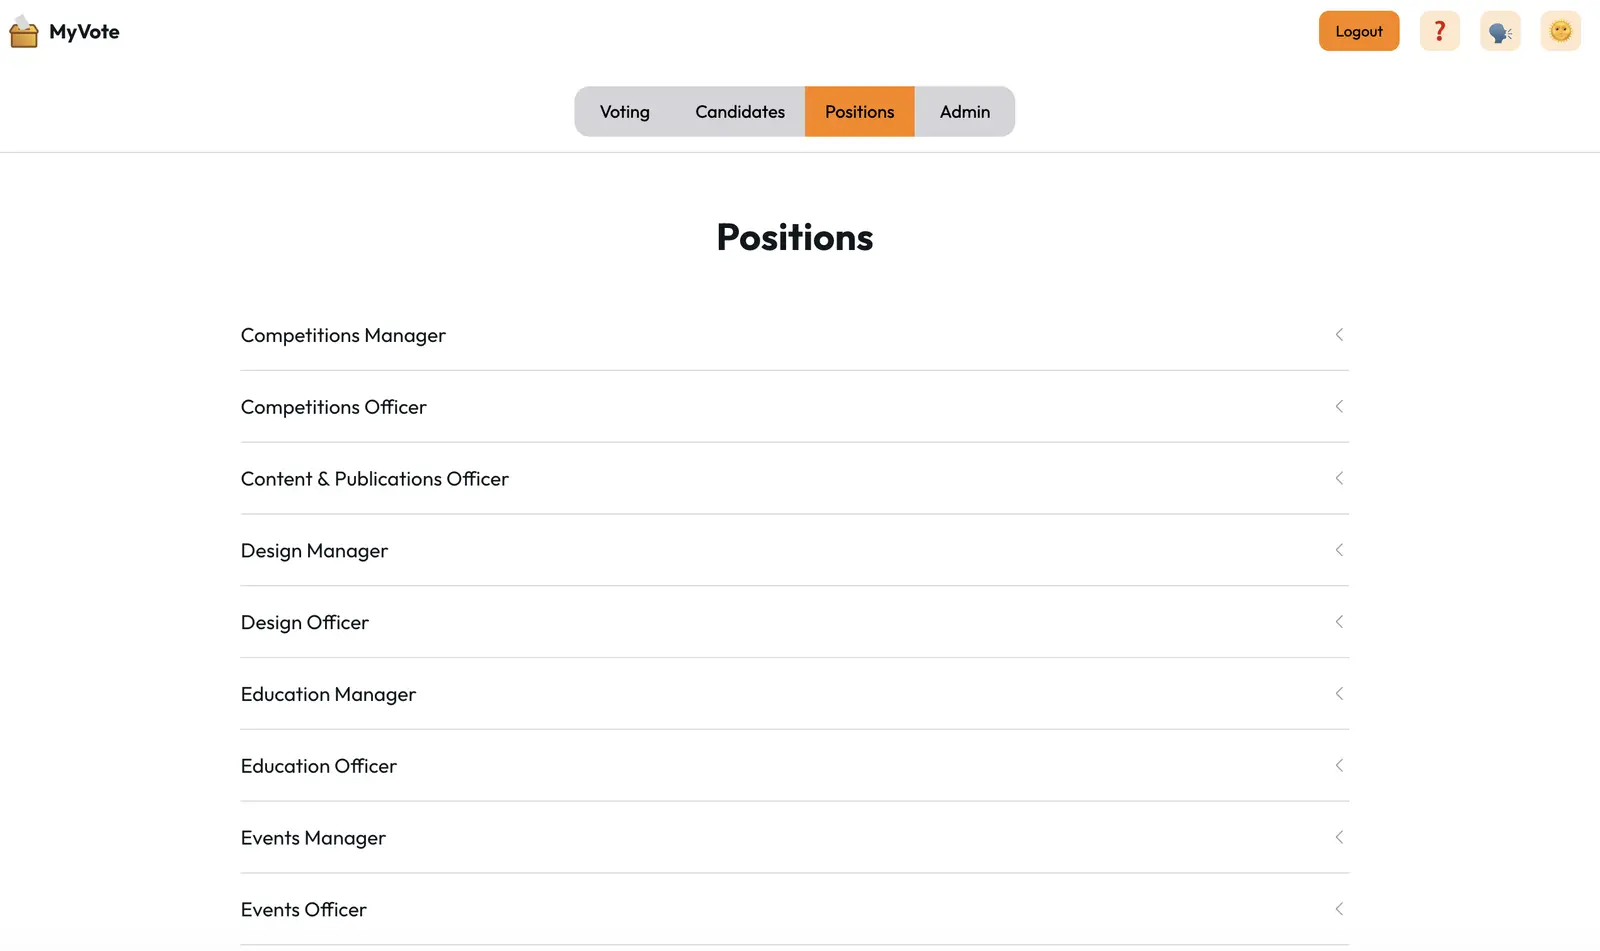 MyVote
Logout
❓
Voting
Candidates
Positions
Admin
Positions
Competitions Manager
Competitions Officer
Content & Publications Officer
Design Manager
Design Officer
Education Manager
Education Officer
Events Manager
Events Officer